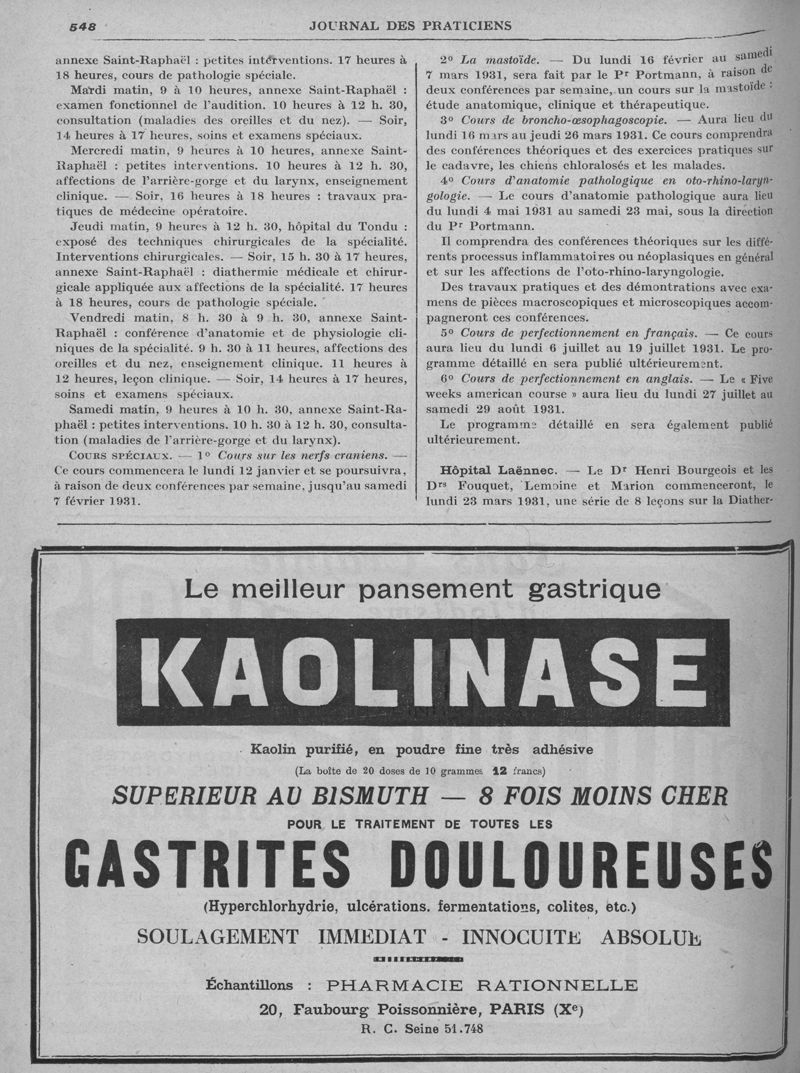 548
JOURNAL DES PRATICIENS
annexe Saint-Raphaël : petites interventions. 17 heures à
18 heures, cours de pathologie spéciale.
Mardi matin, 9 à 10 heures, annexe Saint-Raphaël :
examen fonctionnel de l'audition. 10 heures à 12 h. 30,
consultation (maladies des oreilles et du nez). — Soir,
14 heures à 17 heures, soins et examens spéciaux.
Mercredi matin, 9 heures à 10 heures, annexe Saint-
Raphaël : petites interventions. 10 heures à 12 h. 30,
affections de l'arrière-gorge et du larynx, enseignement
clinique. — Soir, 16 heures à 18 heures : travaux pra-
tiques de médecine opératoire.
Jeudi matin, 9 heures à 12 h. 30, hôpital du Tondu :
exposé des techniques chirurgicales de la spécialité.
Interventions chirurgicales. — Soir, 15 h. 30 à 17 heures,
annexe Saint-Raphaël : diathermie médicale et chirur-
gicale appliquée aux affections de la spécialité. 17 heures
à 18 heures, cours de pathologie spéciale.
Vendredi matin, 8 h. 30 à 9 h. 30, annexe Saint-
Raphaël : conférence d'anatomie et de physiologie cli-
niques de la spécialité. 9 h. 30 à 11 heures, affections des
oreilles et du nez, enseignement clinique. 11 heures à
12 heures, leçon clinique. — Soir, 14 heures à 17 heures,
soins et examens spéciaux.
Samedi matin, 9 heures à 10 h. 30, annexe Saint-Ra-
phaël : petites interventions. 10 h. 30 à 12 h. 30, consulta-
tion (maladies de l'arrière-gorge et du larynx).
COURS SPÉCIAUX. — 1º Cours sur les nerfs craniens. —
Ce cours commencera le lundi 12 janvier et se poursuivra,
à raison de deux conférences par semaine, jusqu'au samedi
7 février 1931.
2º La mastoïde. — Du lundi 16 février au samedi
7 mars 1931, sera fait par le Pr Portmann, à raison de
deux conférences par semaine, un cours sur la mastoïde :
étude anatomique, clinique et thérapeutique.
3º Cours de broncho-œsophagoscopie. — Aura lieu du
lundi 16 mars au jeudi 26 mars 1931. Ce cours comprendra
des conférences théoriques et des exercices pratiques sur
le cadavre, les chiens chloralosés et les malades.
4º Cours d'anatomie pathologique en oto-rhino-laryn-
gologie. — Le cours d'anatomie pathologique aura lieu
du lundi 4 mai 1931 au samedi 23 mai, sous la direction
du Pr Portmann.
Il comprendra des conférences théoriques sur les diffé-
rents processus inflammatoires ou néoplasiques en général
et sur les affections de l'oto-rhino-laryngologie.
Des travaux pratiques et des démontrations avec exa-
mens de pièces macroscopiques et microscopiques accom-
pagneront ces conférences.
5º Cours de perfectionnement en français. — Ce cours
aura lieu du lundi 6 juillet au 19 juillet 1931. Le pro-
gramme détaillé en sera publié ultérieurement.
6º Cours de perfectionnement en anglais. — Le « Five
weeks american course » aura lieu du lundi 27 juillet au
samedi 29 août 1931.
Le programme détaillé en sera également publié
ultérieurement.
Hôpital Laënnec. — Le Dr Henri Bourgeois et les
Drs Fouquet, Lemoine et Marion commenceront, le
lundi 23 mars 1931, une série de 8 leçons sur la Diather-
Le meilleur pansement gastrique
KAOLINASE
Kaolin purifié, en poudre fine très adhésive
(La boîte de 20 doses de 10 grammes 12 francs)
SUPERIEUR AU BISMUTH — 8 FOIS MOINS CHER
POUR LE TRAITEMENT DE TOUTES LES
GASTRITES DOULOUREUSES
(Hyperchlorhydrie, ulcérations. fermentations, colites, etc.)
SOULAGEMENT IMMEDIAT - INNOCUITE ABSOLUE
Échantillons : PHARMACIE RATIONNELLE
20, Faubourg Poissonnière, PARIS (Xe)
R. C. Seine 51.748